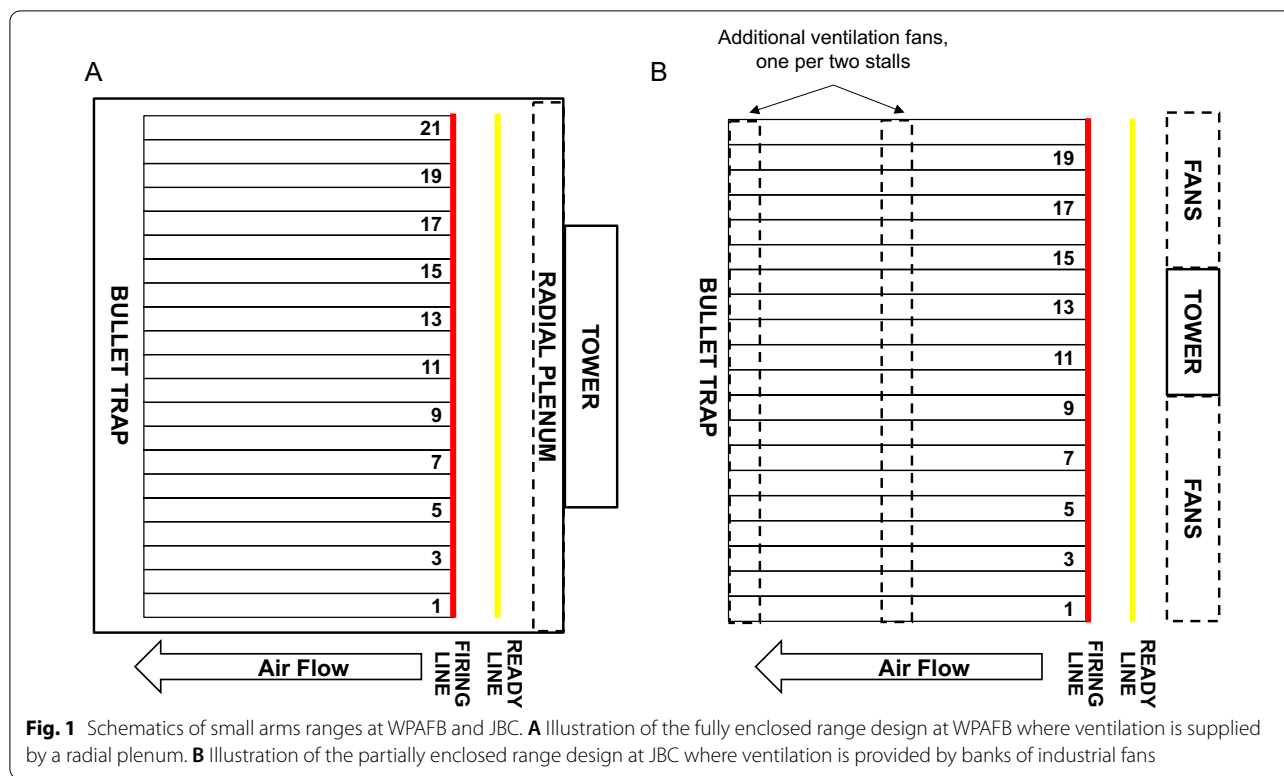 Additional ventilation fans,
one per two stalls
A
B
21
19
17
15
13
11
9
7
5
3
1
BULLET TRAP
RADIAL PLENUM
TOWER
Air Flow
FIRING
LINE
READY
LINE
19
17
15
13
11
9
7
5
3
1
BULLET TRAP
FANS
TOWER
FANS
Air Flow
FIRING
LINE
READY
LINE
Fig. 1 Schematics of small arms ranges at WPAFB and JBC. A Illustration of the fully enclosed range design at WPAFB where ventilation is supplied
by a radial plenum. B Illustration of the partially enclosed range design at JBC where ventilation is provided by banks of industrial fans